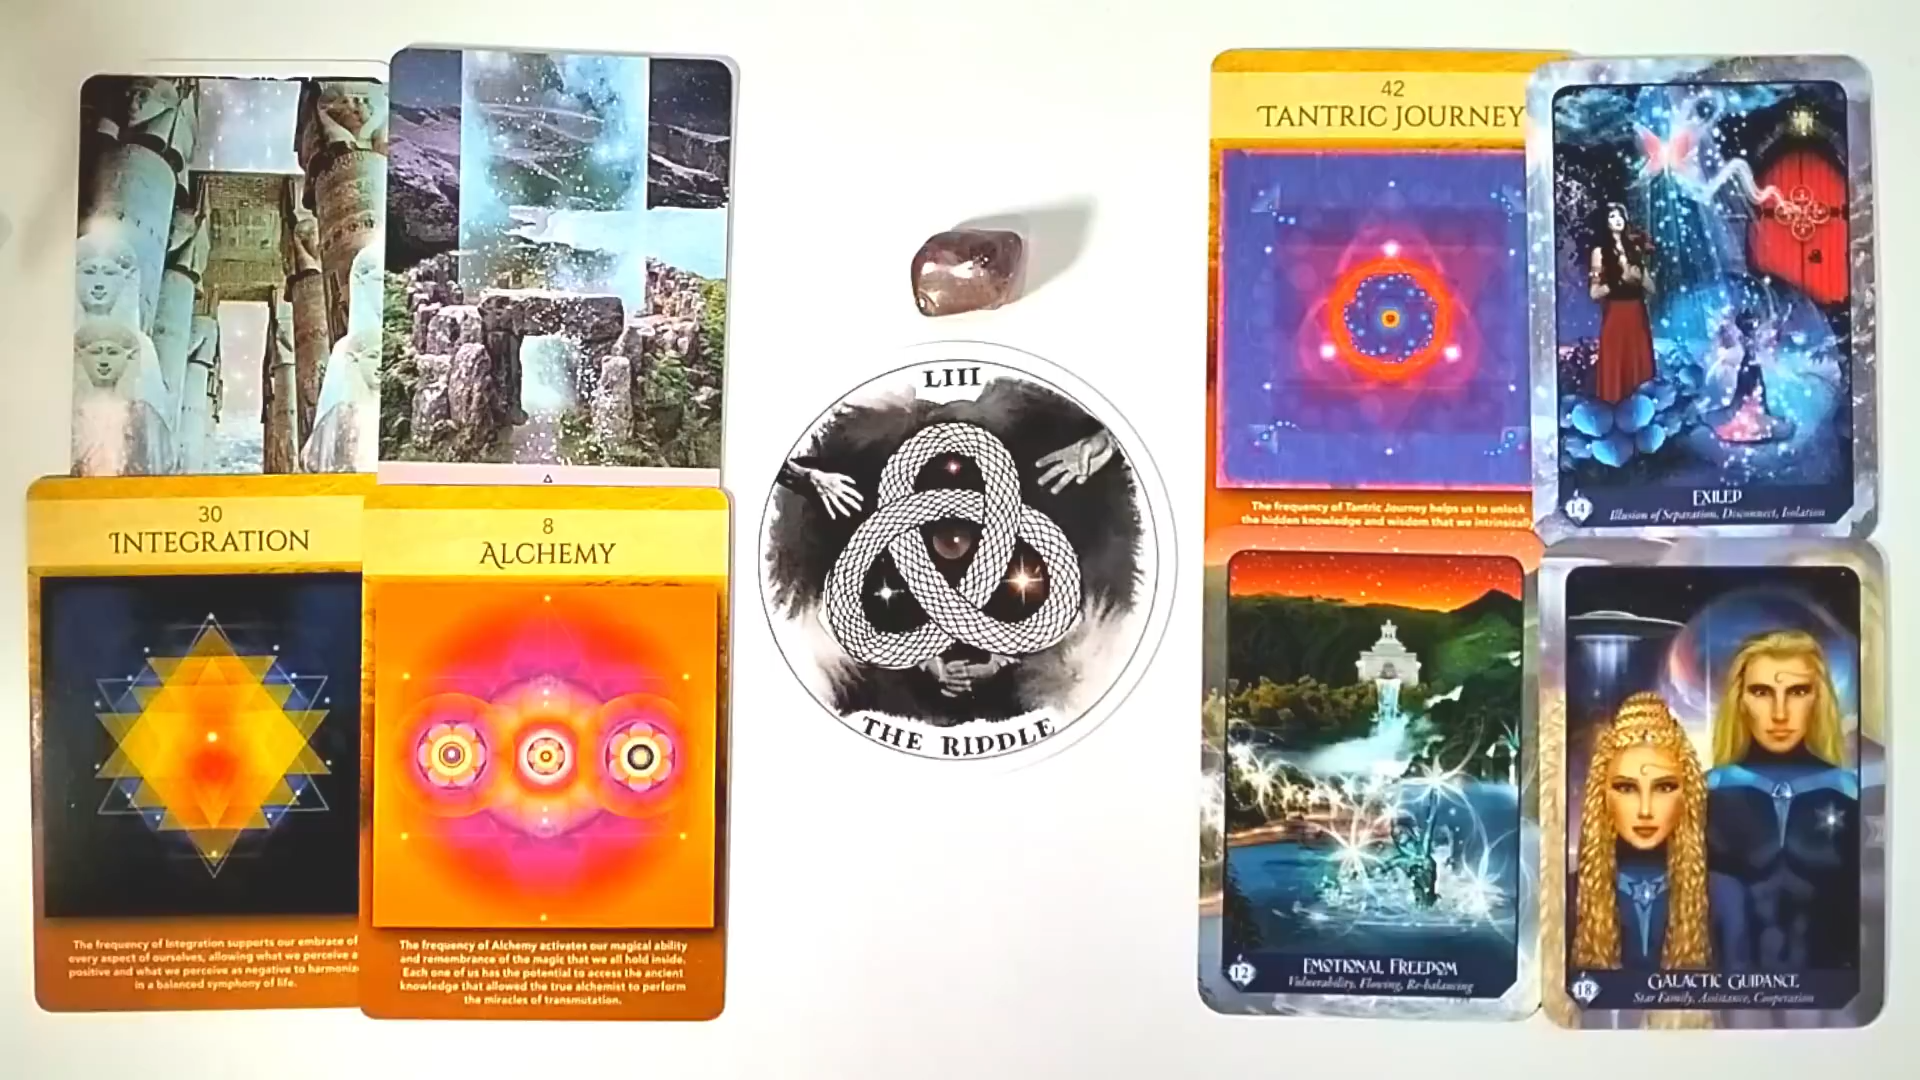 30
INTEGRATION
The frequency of Integration supports our embrace of
every aspect of ourselves, allowing what we perceive
positive and what we perceive as negative to
in a balanced symphony of life.
8
ALCHEMY
The frequency of Alchemy activates our magical ability
and remembrance of the magic that we all hold inside.
Each one of us has the potential to access the ancient
knowledge that allowed the true alchemist to perform
the miracles of transmutation.
LIII
THE RIDDLE
42
TANTRIC JOURNEY
The frequency of Tantric Journey helps us to unlock
the hidden knowledge and wisdom that we intrinsically
14
EXILED
Illusion of Separation, Disconnect, Isolation
12
EMOTIONAL FREEDOM
Vulnerability, Flowing, Re-balancing
18
GALACTIC GUIDANCE
Star Family, Assistance, Cooperation